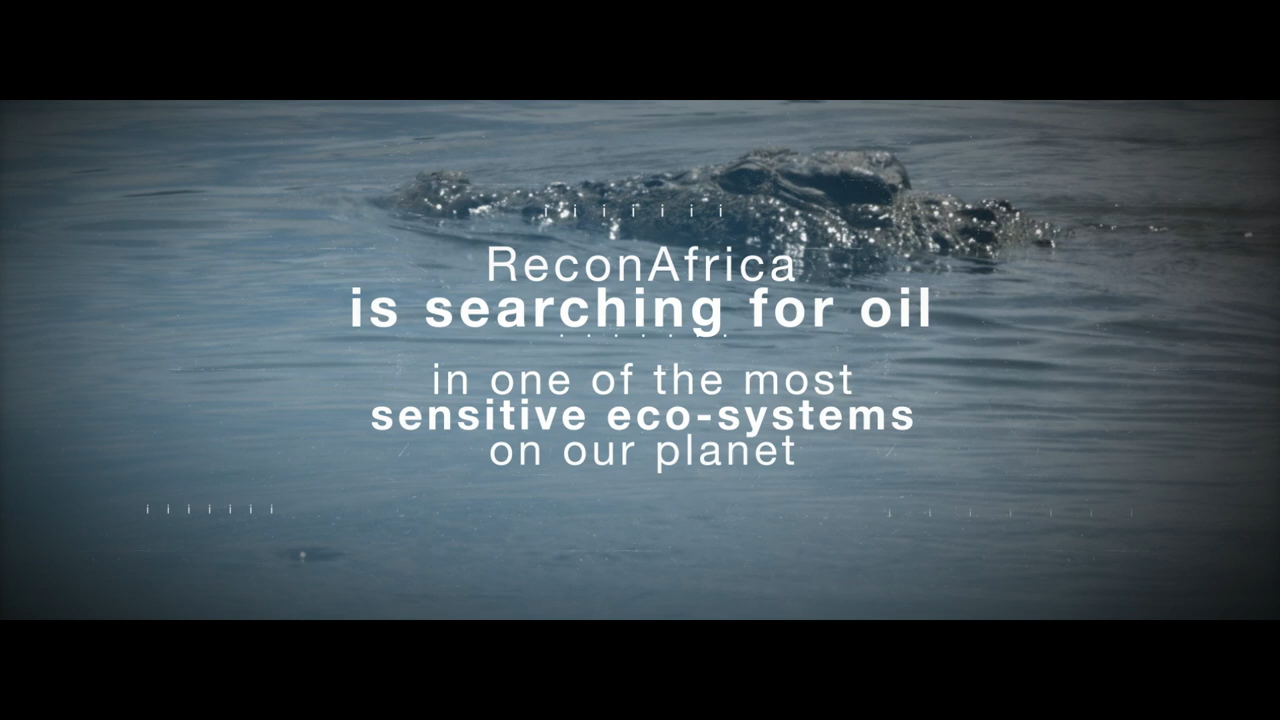 ReconAfrica
is searching for oil
in one of the most
sensitive eco-systems
on our planet